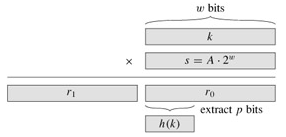 w bits
k
× s = A · 2^w
r₁ r₀
extract p bits
h(k)